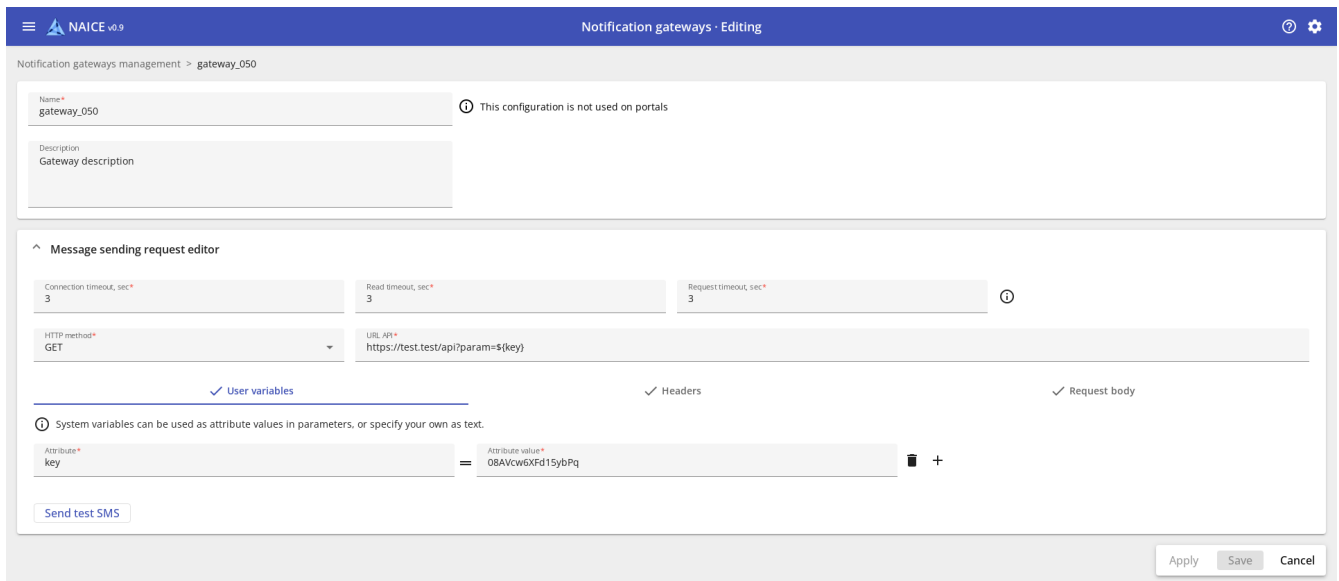 NAICE v0.9
Notification gateways · Editing
Notification gateways management > gateway_050
Name*
gateway_050
This configuration is not used on portals
Description
Gateway description
Message sending request editor
Connection timeout, sec*
3
Read timeout, sec*
3
Request timeout, sec*
3
HTTP method*
GET
URL API*
https://test.test/api?param=${key}
User variables
Headers
Request body
System variables can be used as attribute values in parameters, or specify your own as text.
Attribute*
key
=
Attribute value*
08AVcw6XFd15ybPq
Send test SMS
Apply
Save
Cancel